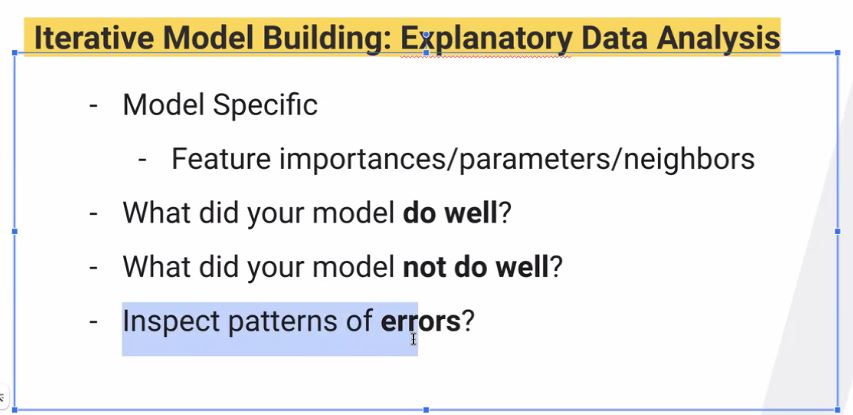 Iterative Model Building: Explanatory Data Analysis
- Model Specific
- Feature importances/parameters/neighbors
- What did your model do well?
- What did your model not do well?
- Inspect patterns of errors?